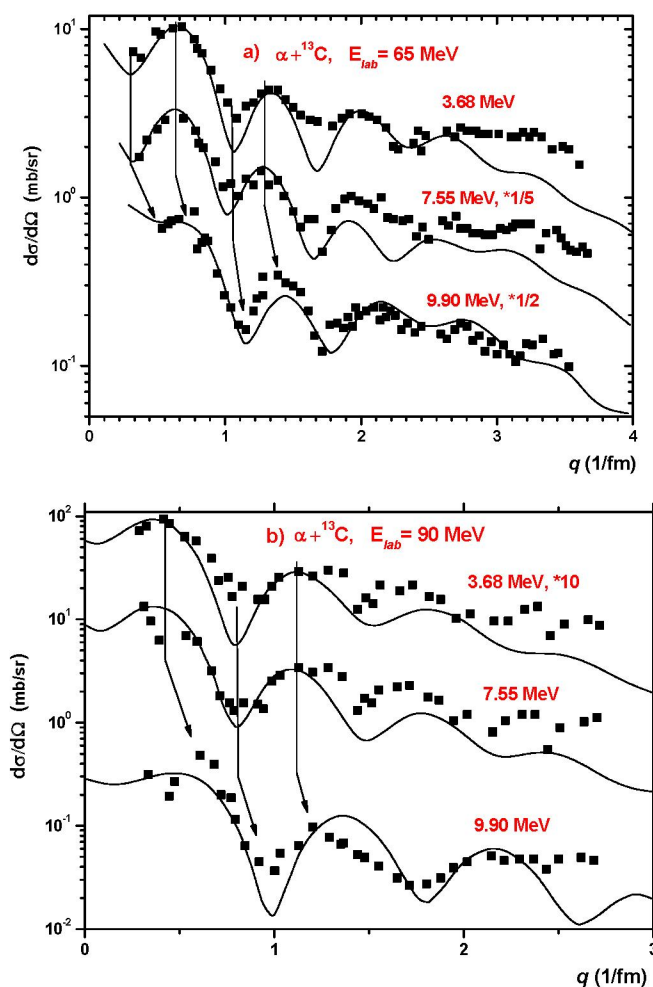 10¹
a) α+¹³C, E_lab = 65 MeV
3.68 MeV
dσ/dΩ (mb/sr)
10⁰
7.55 MeV, *1/5
9.90 MeV, *1/2
10⁻¹
0 1 2 3 4
q (1/fm)
10²
b) α+¹³C, E_lab = 90 MeV
3.68 MeV, *10
10¹
dσ/dΩ (mb/sr)
7.55 MeV
10⁰
9.90 MeV
10⁻¹
10⁻²
0 1 2 3
q (1/fm)